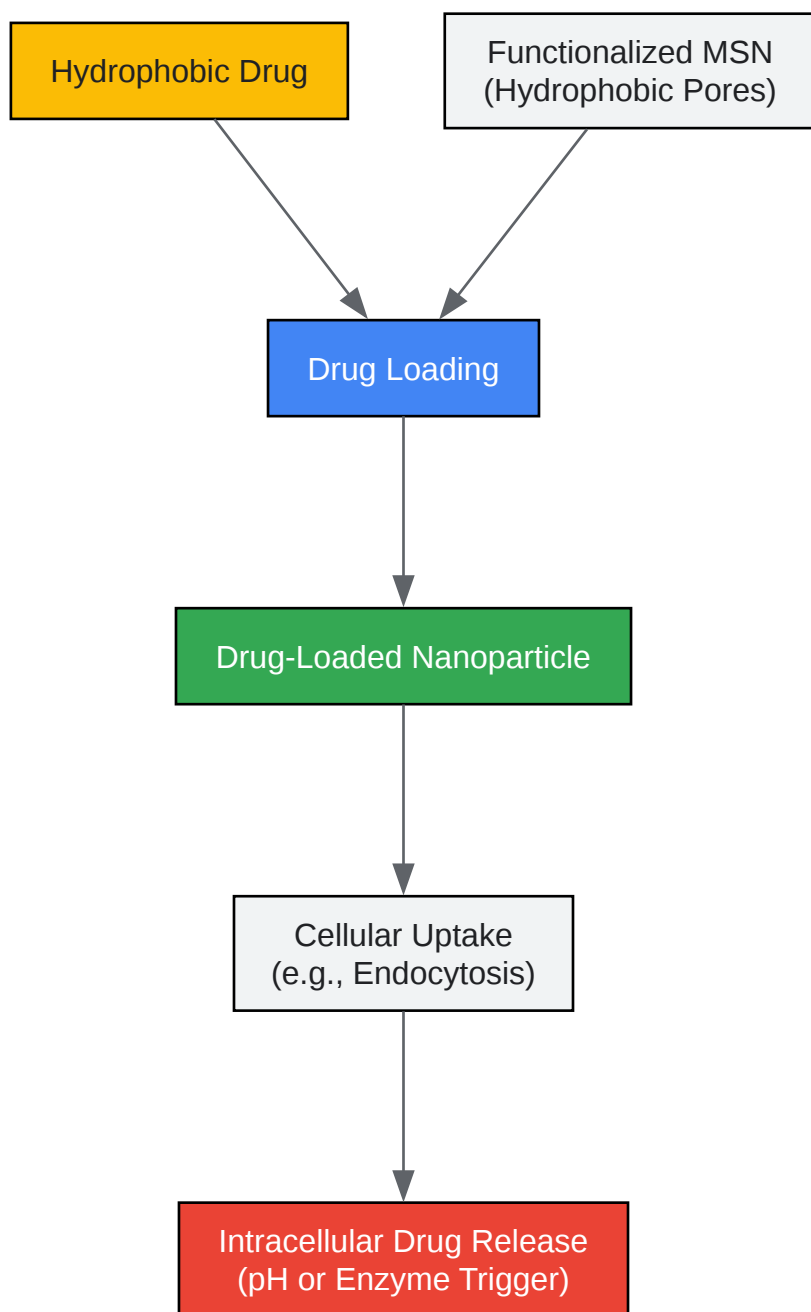 Hydrophobic Drug
Functionalized MSN
(Hydrophobic Pores)
Drug Loading
Drug-Loaded Nanoparticle
Cellular Uptake
(e.g., Endocytosis)
Intracellular Drug Release
(pH or Enzyme Trigger)